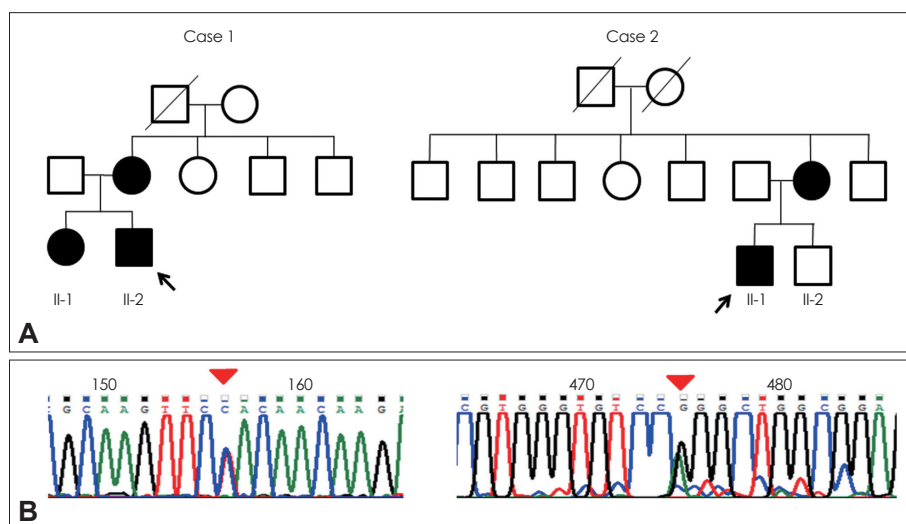 Case 1
Case 2
II-1
II-2
II-1
II-2
A
150
160
470
480
G C A A G T T C C A C A A C A A G
C G T G G G T G T C C G G G C T G G C G G A
B